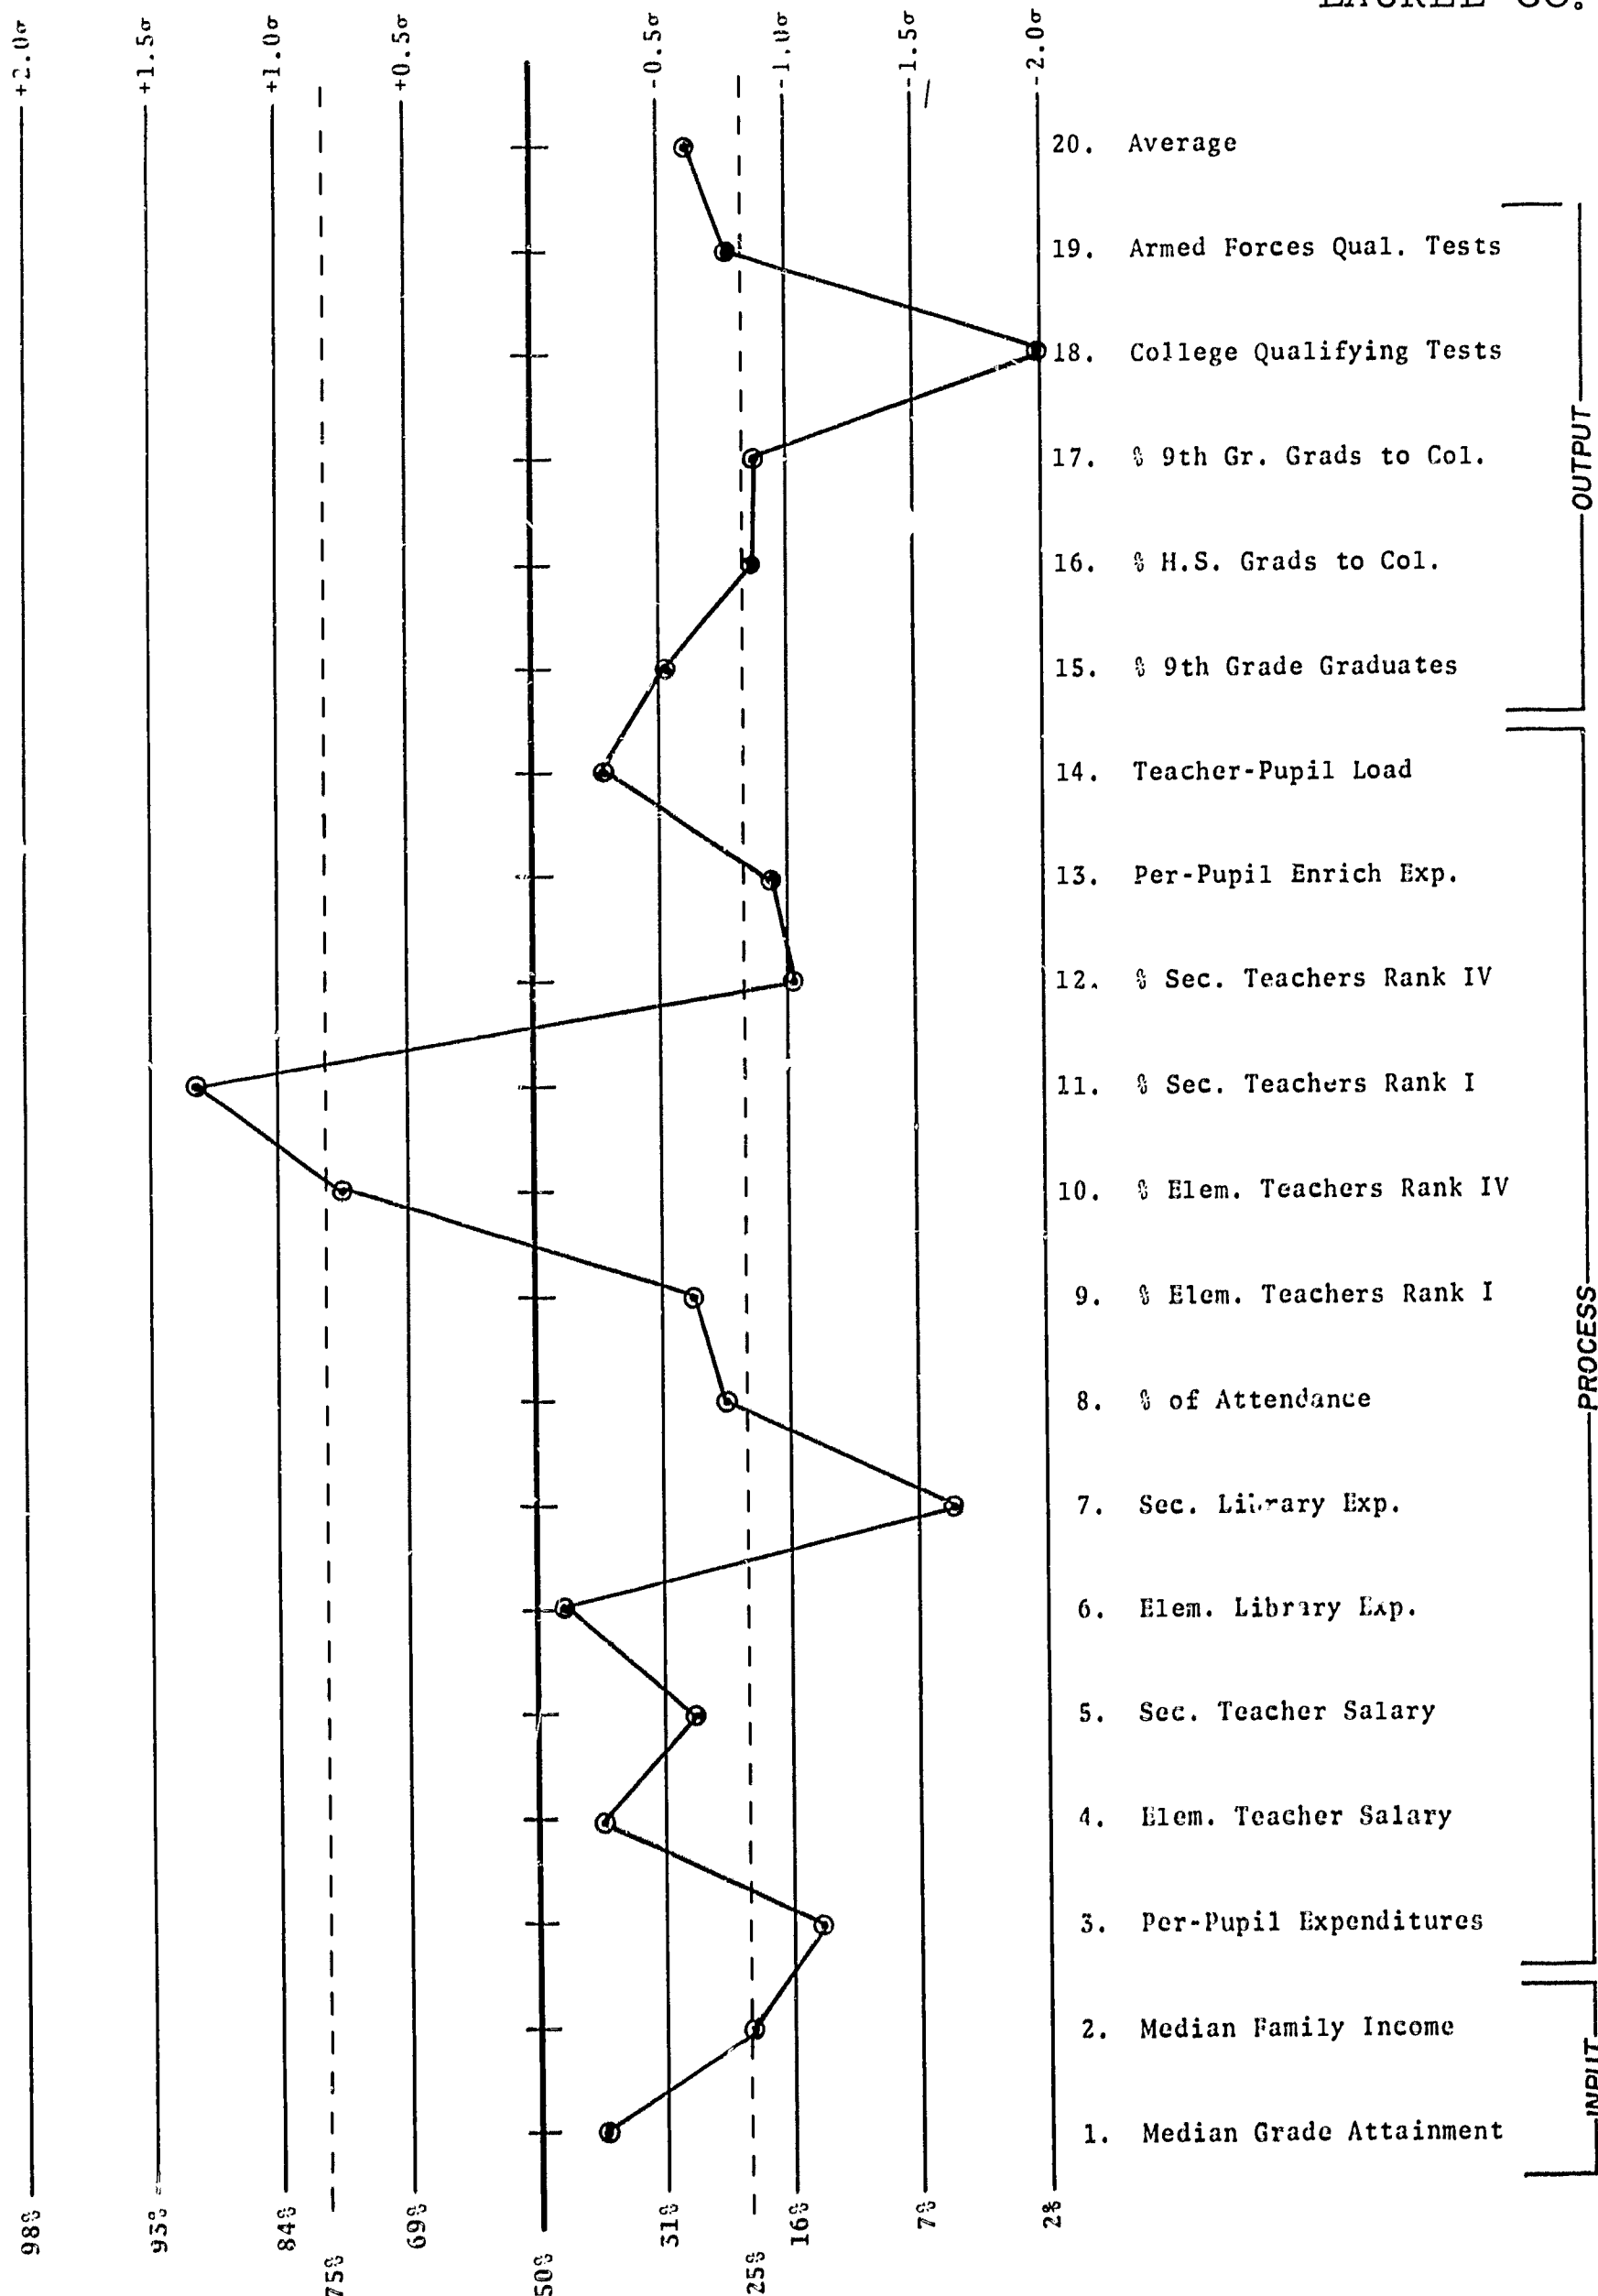 LAUREL CO.
+2.0σ
+1.5σ
+1.0σ
+0.5σ
-0.5σ
-1.0σ
-1.5σ
-2.0σ
20. Average
19. Armed Forces Qual. Tests
18. College Qualifying Tests
17. % 9th Gr. Grads to Col.
16. % H.S. Grads to Col.
15. % 9th Grade Graduates
OUTPUT
14. Teacher-Pupil Load
13. Per-Pupil Enrich Exp.
12. % Sec. Teachers Rank IV
11. % Sec. Teachers Rank I
10. % Elem. Teachers Rank IV
9. % Elem. Teachers Rank I
8. % of Attendance
7. Sec. Library Exp.
6. Elem. Library Exp.
5. Sec. Teacher Salary
4. Elem. Teacher Salary
3. Per-Pupil Expenditures
PROCESS
2. Median Family Income
1. Median Grade Attainment
INPUT
98%
93%
84%
75%
69%
50%
31%
25%
16%
7%
2%